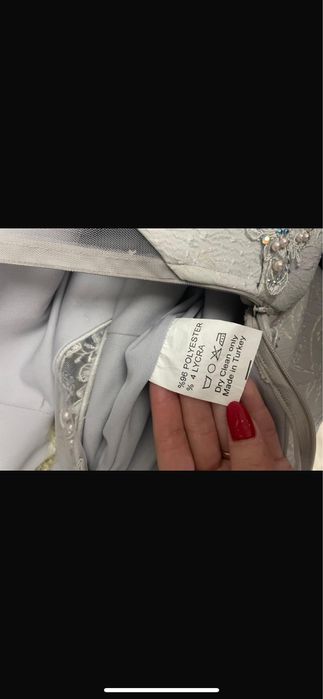 %96 POLYESTER
% 4 LYCRA
Dry Clean only
Made in Turkey